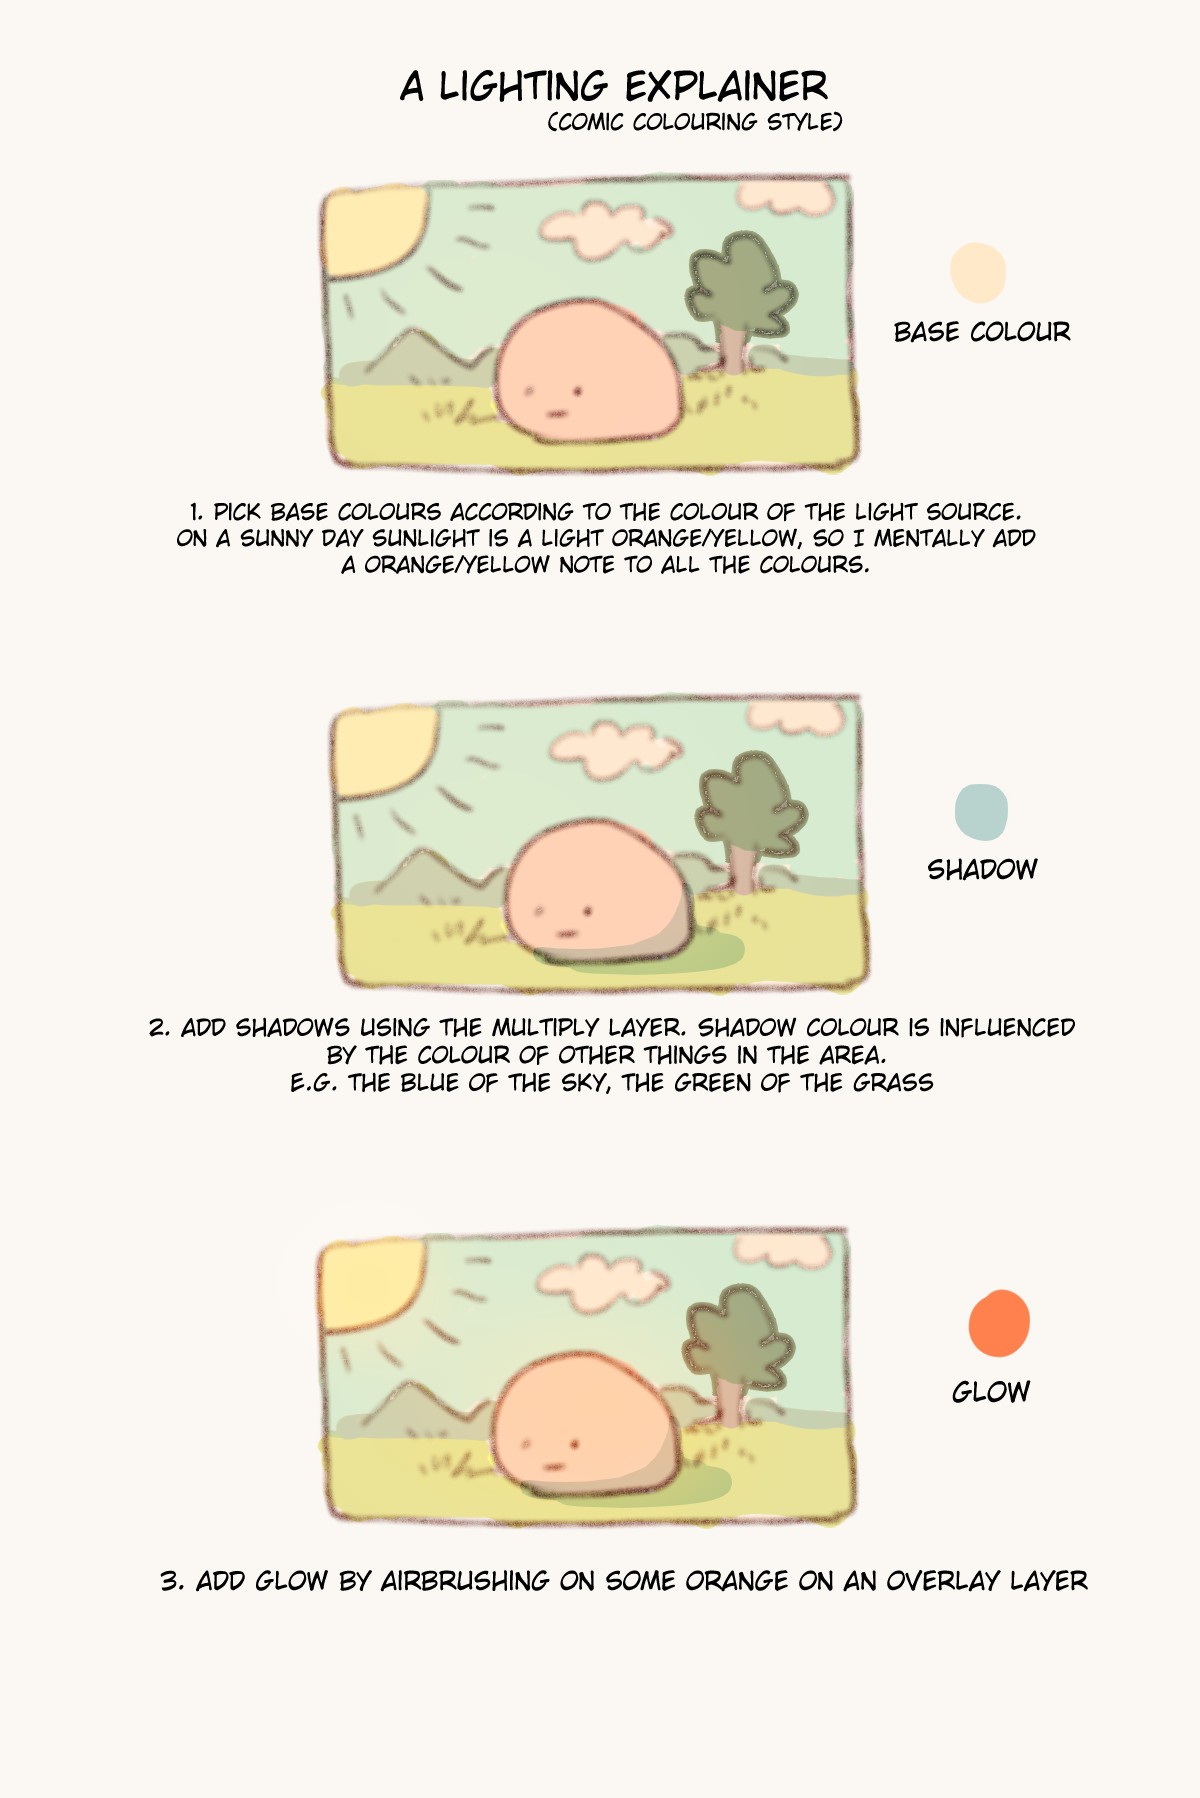 A LIGHTING EXPLAINER
(COMIC COLOURING STYLE)
BASE COLOUR
1. PICK BASE COLOURS ACCORDING TO THE COLOUR OF THE LIGHT SOURCE.
ON A SUNNY DAY SUNLIGHT IS A LIGHT ORANGE/YELLOW, SO I MENTALLY ADD
A ORANGE/YELLOW NOTE TO ALL THE COLOURS.
SHADOW
2. ADD SHADOWS USING THE MULTIPLY LAYER. SHADOW COLOUR IS INFLUENCED
BY THE COLOUR OF OTHER THINGS IN THE AREA.
E.G. THE BLUE OF THE SKY, THE GREEN OF THE GRASS
GLOW
3. ADD GLOW BY AIRBRUSHING ON SOME ORANGE ON AN OVERLAY LAYER